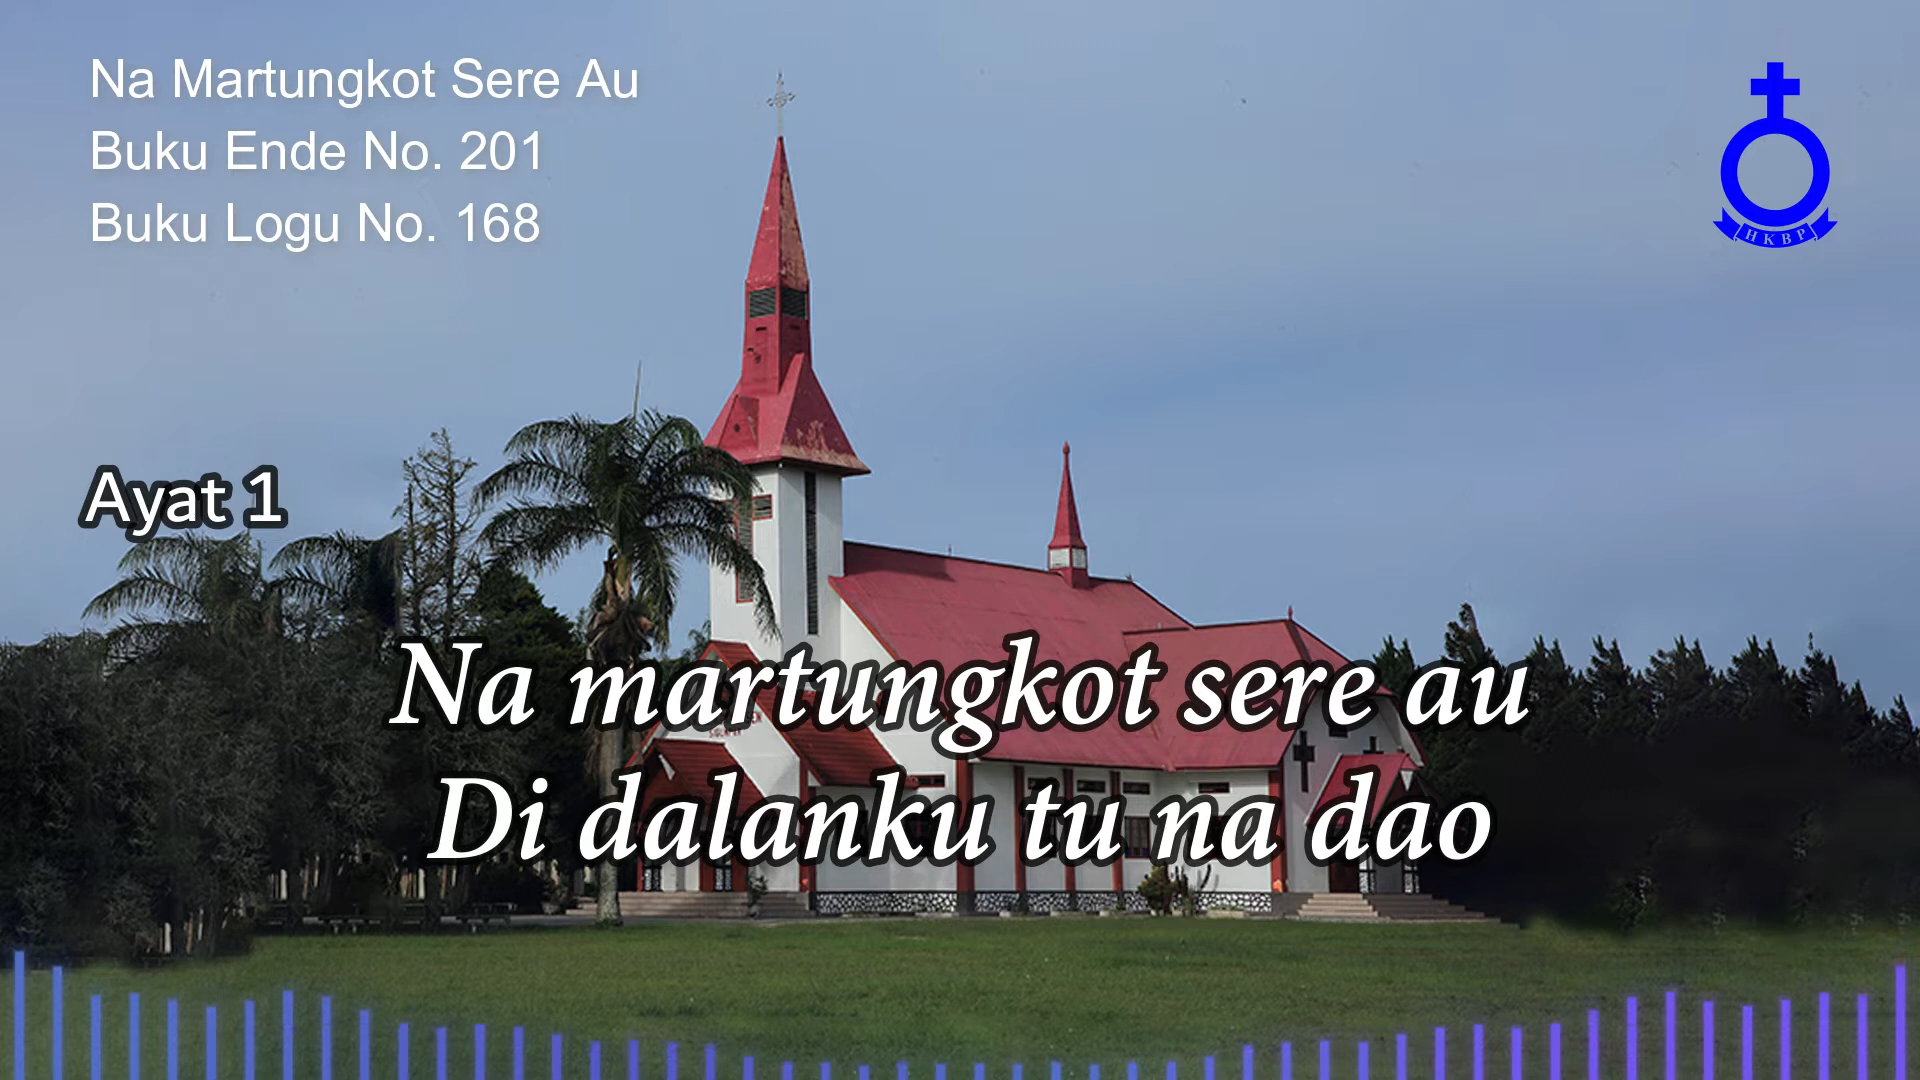 Na Martungkot Sere Au
Buku Ende No. 201
Buku Logu No. 168
HKBP
Ayat 1
Na martungkot sere au
Di dalanku tu na dao